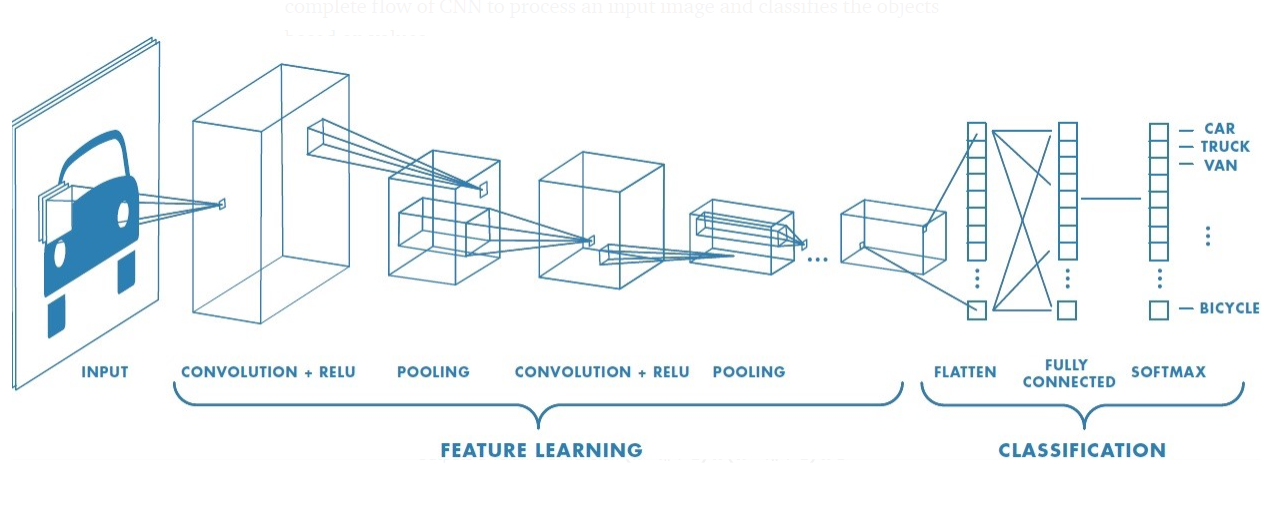 complete flow of CNN to process an input image and classifies the objects
CAR
TRUCK
VAN
BICYCLE
INPUT
CONVOLUTION + RELU
POOLING
CONVOLUTION + RELU
POOLING
FLATTEN
FULLY
CONNECTED
SOFTMAX
FEATURE LEARNING
CLASSIFICATION